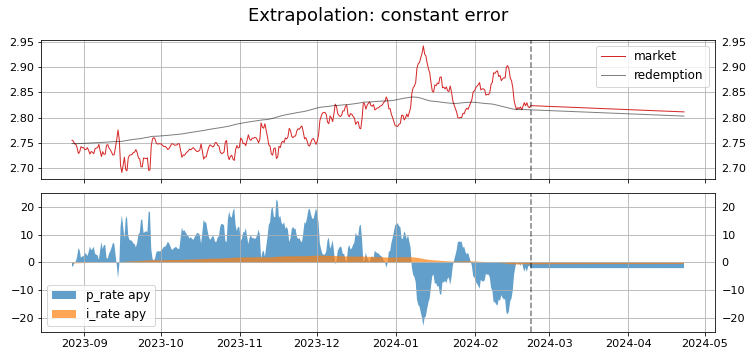 Extrapolation: constant error
2.95 2.95
2.90 2.90
2.85 2.85
2.80 2.80
2.75 2.75
2.70 2.70
market
redemption
20 20
10 10
0 0
−10 −10
−20 −20
p_rate apy
i_rate apy
2023-09 2023-10 2023-11 2023-12 2024-01 2024-02 2024-03 2024-04 2024-05